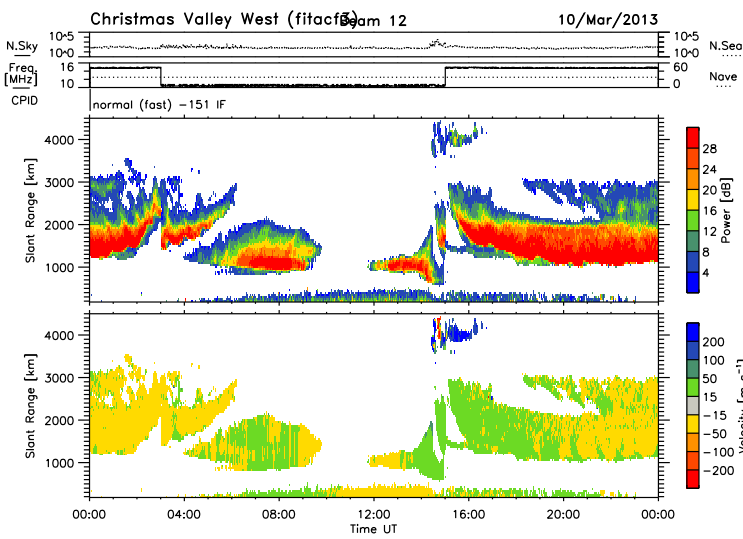 Christmas Valley West (fitacf3) Beam 12 10/Mar/2013
N.Sky 10^5 10^0 10^5 10^0 N.Sea
Freq. [MHz] 16 10 60 0 Nave
CPID normal (fast) -151 IF
Slant Range [km] 4000 3000 2000 1000
28 24 20 16 12 8 4 Power [dB]
Slant Range [km] 4000 3000 2000 1000
200 100 50 15 -15 -50 -100 -200 Velocity [m s-1]
00:00 04:00 08:00 12:00 16:00 20:00 00:00
Time UT